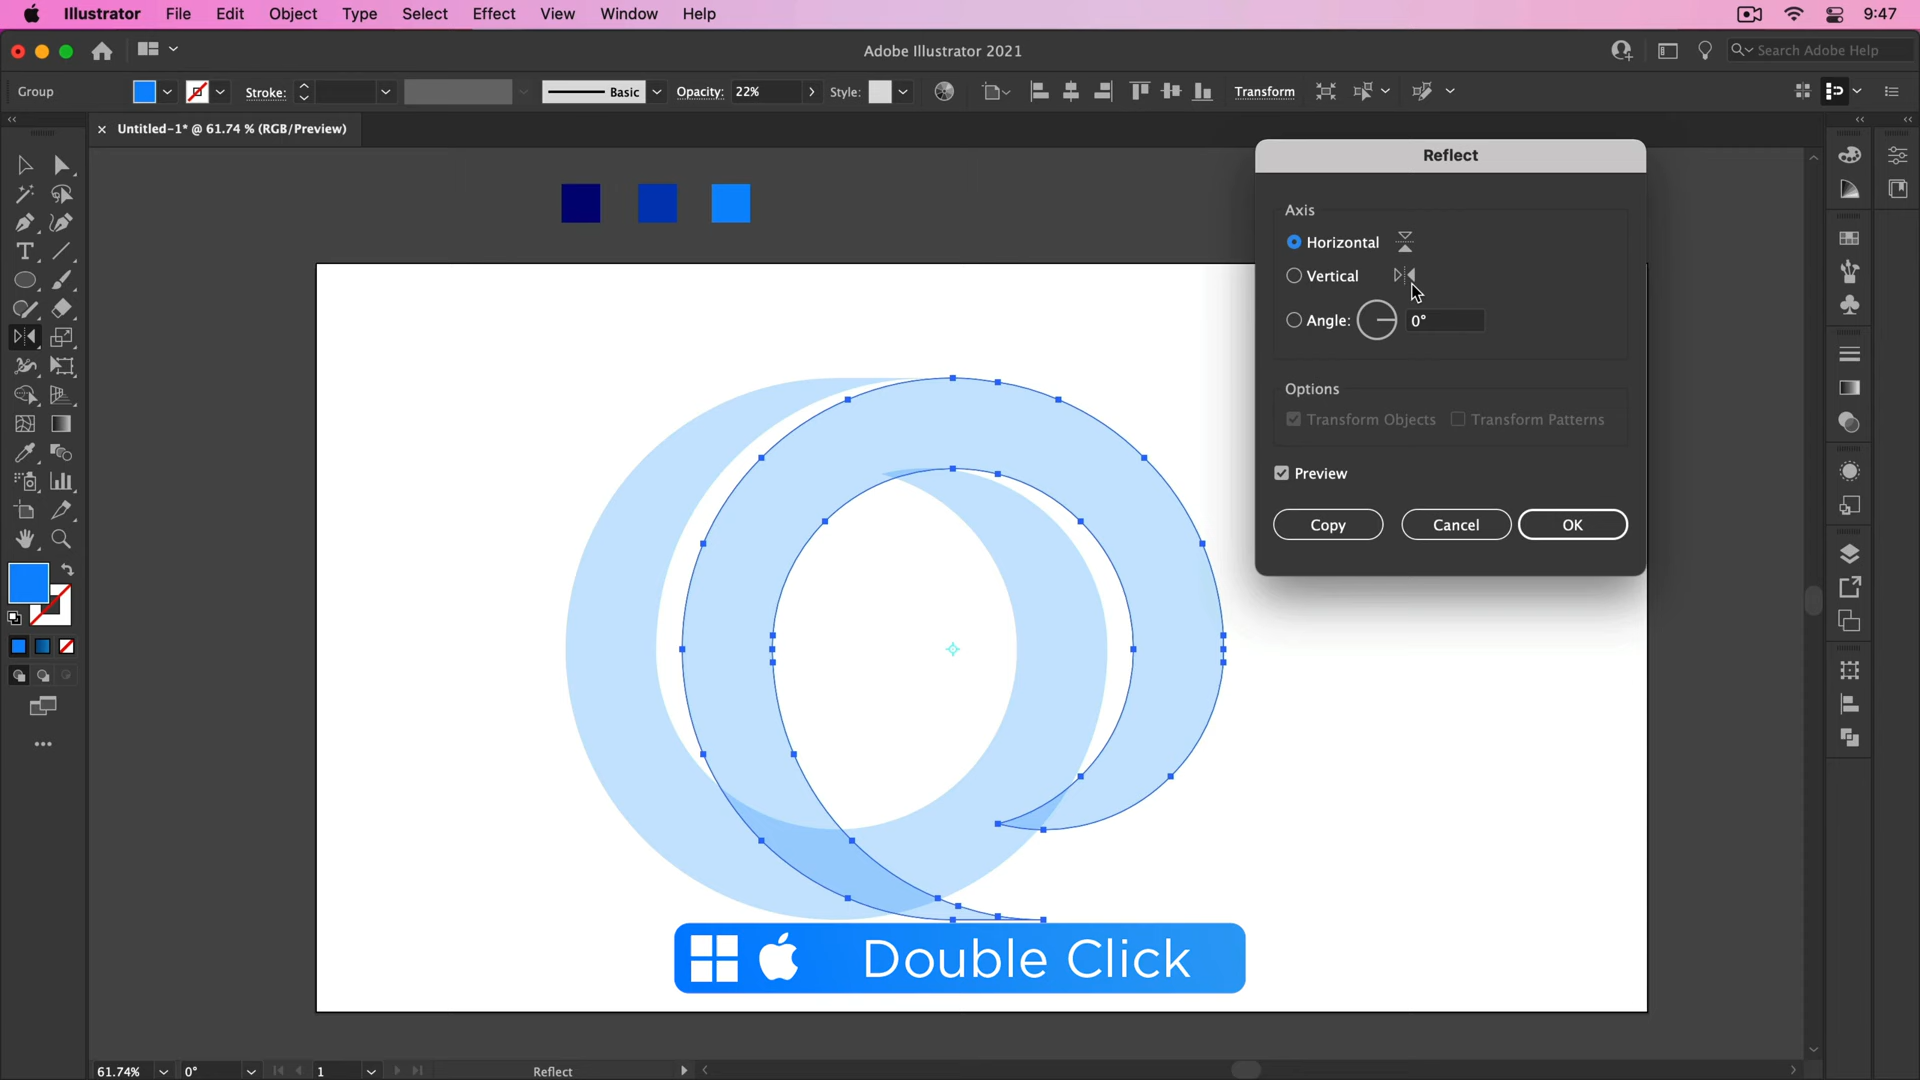 Illustrator File Edit Object Type Select Effect View Window Help 9:47
Adobe Illustrator 2021 Search Adobe Help
Group Stroke: Basic Opacity: 22% Style: Transform
Untitled-1* @ 61.74 % (RGB/Preview)
Reflect
Axis
Horizontal
Vertical
Angle: 0°
Options
Transform Objects Transform Patterns
Preview
Copy Cancel OK
Double Click
61.74% 0° 1 Reflect